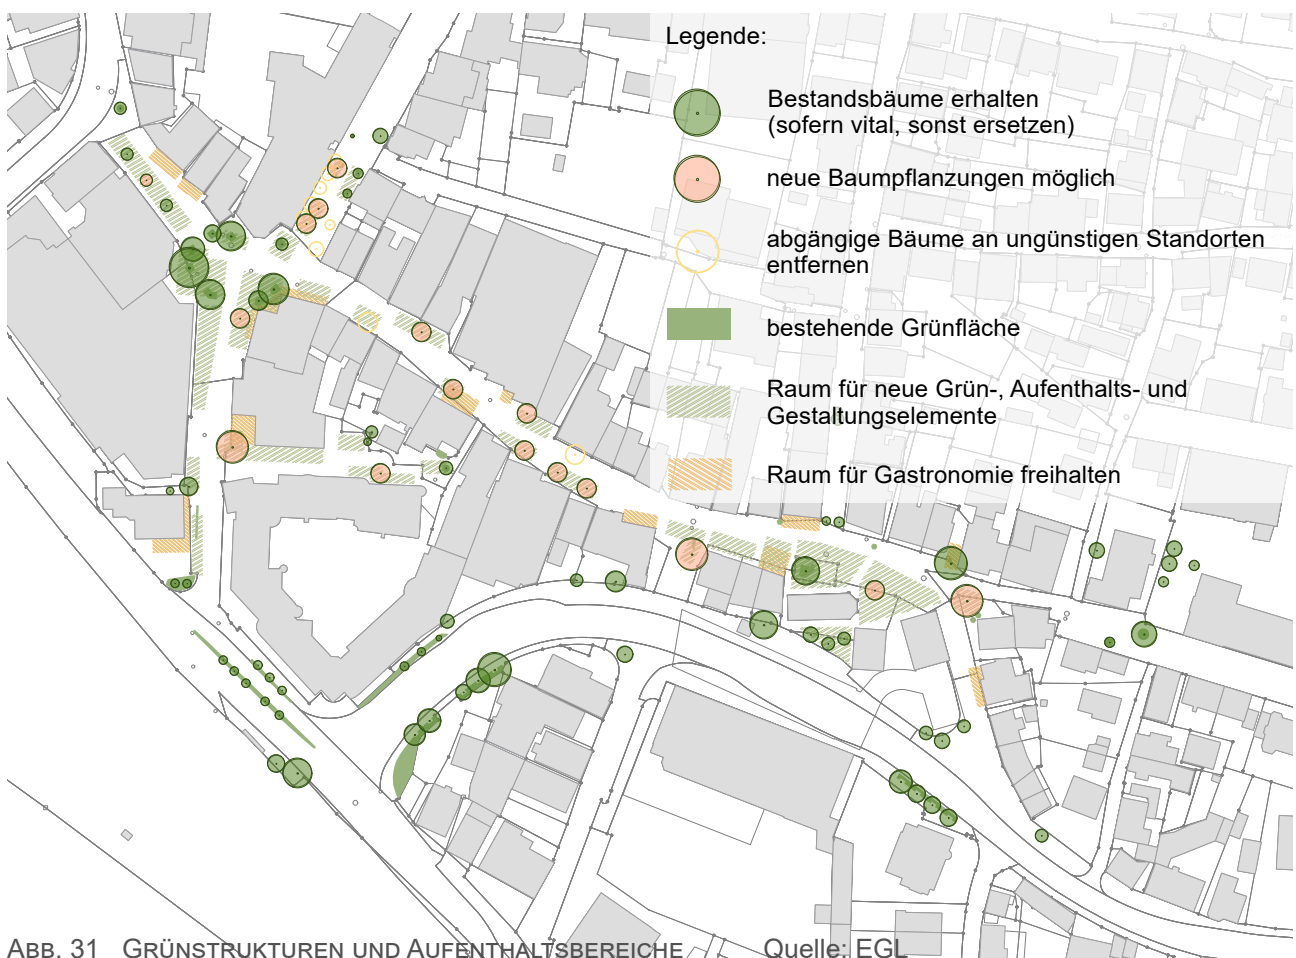 Legende:
Bestandsbäume erhalten
(sofern vital, sonst ersetzen)
neue Baumpflanzungen möglich
abgängige Bäume an ungünstigen Standorten
entfernen
bestehende Grünfläche
Raum für neue Grün-, Aufenthalts- und
Gestaltungselemente
Raum für Gastronomie freihalten
ABB. 31 GRÜNSTRUKTUREN UND AUFENTHALTSBEREICHE Quelle: EGL